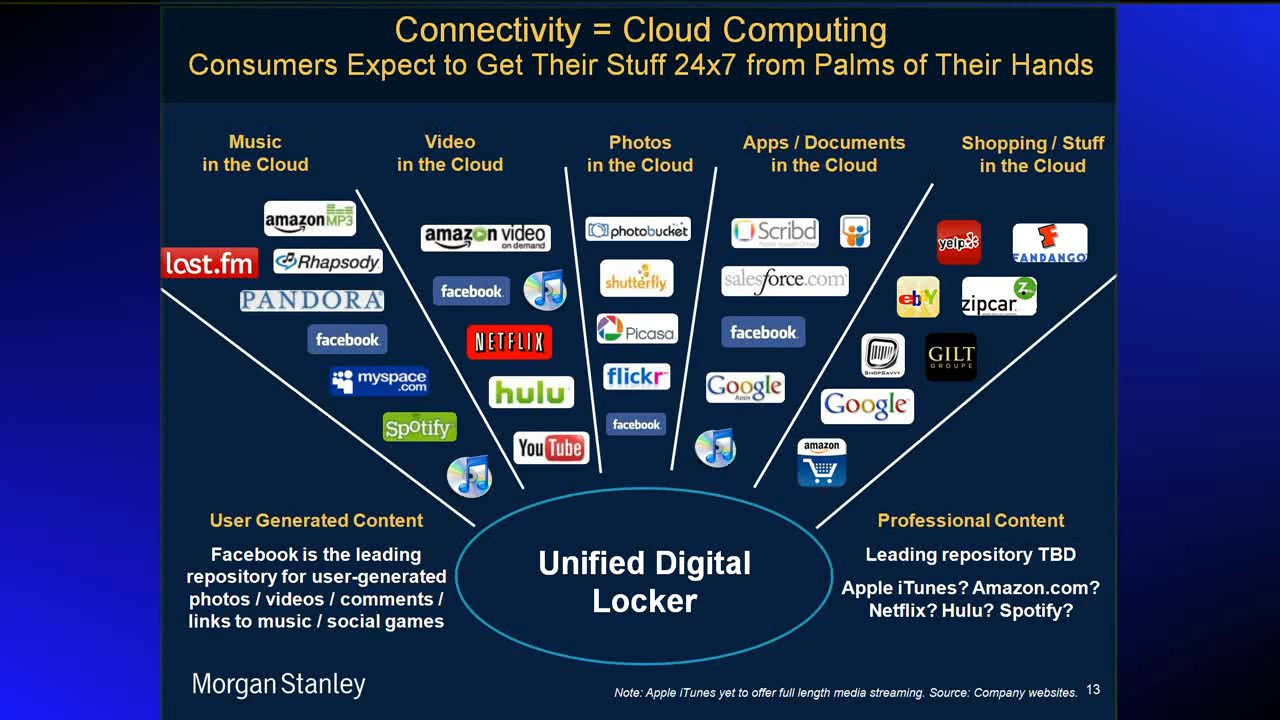 Connectivity = Cloud Computing
Consumers Expect to Get Their Stuff 24x7 from Palms of Their Hands
Music
in the Cloud
Video
in the Cloud
Photos
in the Cloud
Apps / Documents
in the Cloud
Shopping / Stuff
in the Cloud
amazon MP3
last.fm
Rhapsody
PANDORA
facebook
myspace.com
Spotify
amazon video
on demand
facebook
NETFLIX
hulu
YouTube
photobucket
shutterfly
Picasa
flickr
facebook
Scribd
salesforce.com
facebook
Google
Apps
yelp
FANDANGO
ebY
zipcar
Z
SHOPSAVVY
GILT
GROUPE
Google
amazon
User Generated Content
Facebook is the leading
repository for user-generated
photos / videos / comments /
links to music / social games
Unified Digital
Locker
Professional Content
Leading repository TBD
Apple iTunes? Amazon.com?
Netflix? Hulu? Spotify?
Morgan Stanley
Note: Apple iTunes yet to offer full length media streaming. Source: Company websites.
13